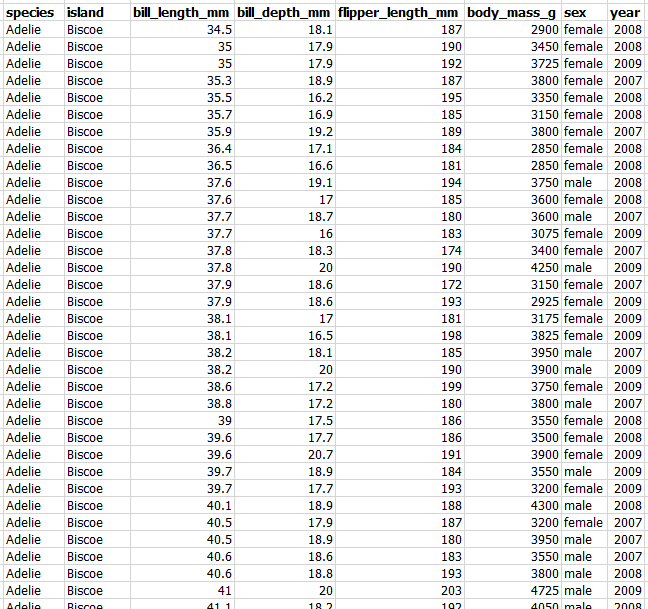 species island bill_length_mm bill_depth_mm flipper_length_mm body_mass_g sex year
Adelie Biscoe 34.5 18.1 187 2900 female 2008
Adelie Biscoe 35 17.9 190 3450 female 2008
Adelie Biscoe 35 17.9 192 3725 female 2009
Adelie Biscoe 35.3 18.9 187 3800 female 2007
Adelie Biscoe 35.5 16.2 195 3350 female 2008
Adelie Biscoe 35.7 16.9 185 3150 female 2008
Adelie Biscoe 35.9 19.2 189 3800 female 2007
Adelie Biscoe 36.4 17.1 184 2850 female 2008
Adelie Biscoe 36.5 16.6 181 2850 female 2008
Adelie Biscoe 37.6 19.1 194 3750 male 2008
Adelie Biscoe 37.6 17 185 3600 female 2008
Adelie Biscoe 37.7 18.7 180 3600 male 2007
Adelie Biscoe 37.7 16 183 3075 female 2009
Adelie Biscoe 37.8 18.3 174 3400 female 2007
Adelie Biscoe 37.8 20 190 4250 male 2009
Adelie Biscoe 37.9 18.6 172 3150 female 2007
Adelie Biscoe 37.9 18.6 193 2925 female 2009
Adelie Biscoe 38.1 17 181 3175 female 2009
Adelie Biscoe 38.1 16.5 198 3825 female 2009
Adelie Biscoe 38.2 18.1 185 3950 male 2007
Adelie Biscoe 38.2 20 190 3900 male 2009
Adelie Biscoe 38.6 17.2 199 3750 female 2009
Adelie Biscoe 38.8 17.2 180 3800 male 2007
Adelie Biscoe 39 17.5 186 3550 female 2008
Adelie Biscoe 39.6 17.7 186 3500 female 2008
Adelie Biscoe 39.6 20.7 191 3900 female 2009
Adelie Biscoe 39.7 18.9 184 3550 male 2009
Adelie Biscoe 39.7 17.7 193 3200 female 2009
Adelie Biscoe 40.1 18.9 188 4300 male 2008
Adelie Biscoe 40.5 17.9 187 3200 female 2007
Adelie Biscoe 40.5 18.9 180 3950 male 2007
Adelie Biscoe 40.6 18.6 183 3550 male 2007
Adelie Biscoe 40.6 18.8 193 3800 male 2008
Adelie Biscoe 41 20 203 4725 male 2009
Adelie Biscoe 41.1 18.2 192 4050 male 2008